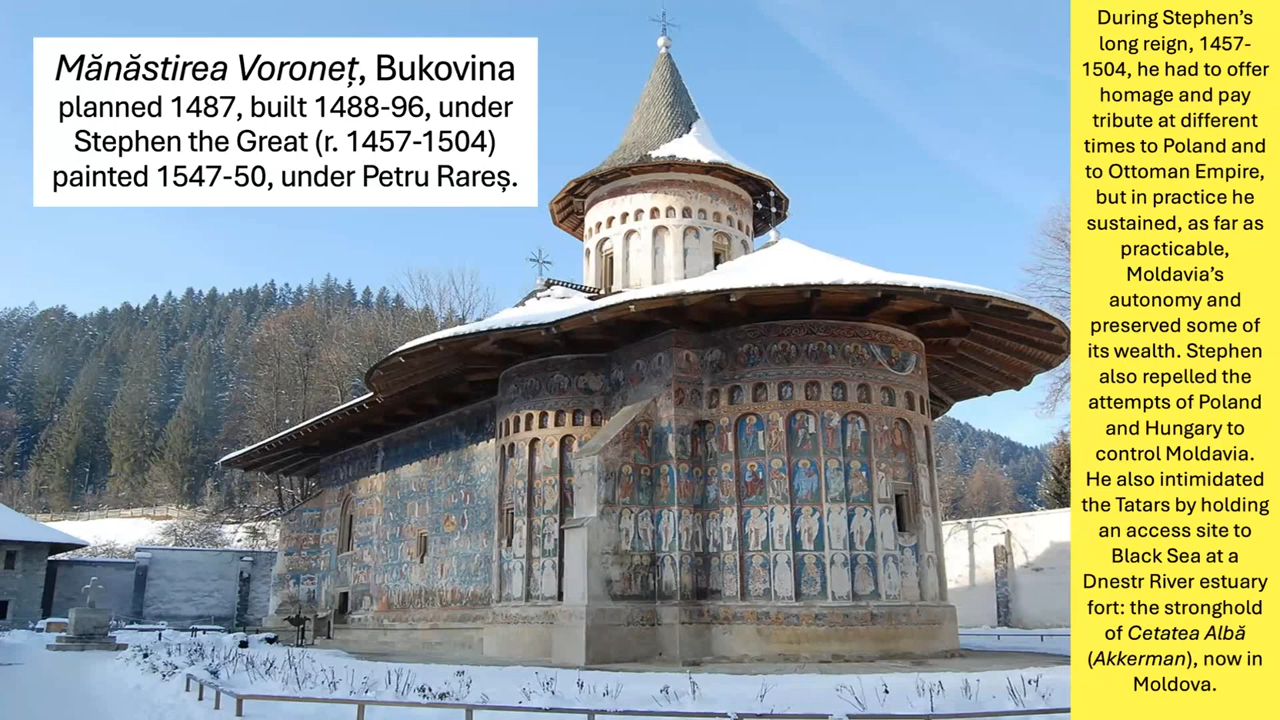 Mănăstirea Voroneț, Bukovina
planned 1487, built 1488-96, under
Stephen the Great (r. 1457-1504)
painted 1547-50, under Petru Rareș.
During Stephen’s
long reign, 1457-
1504, he had to offer
homage and pay
tribute at different
times to Poland and
to Ottoman Empire,
but in practice he
sustained, as far as
practicable,
Moldavia’s
autonomy and
preserved some of
its wealth. Stephen
also repelled the
attempts of Poland
and Hungary to
control Moldavia.
He also intimidated
the Tatars by holding
an access site to
Black Sea at a
Dnestr River estuary
fort: the stronghold
of Cetatea Albă
(Akkerman), now in
Moldova.